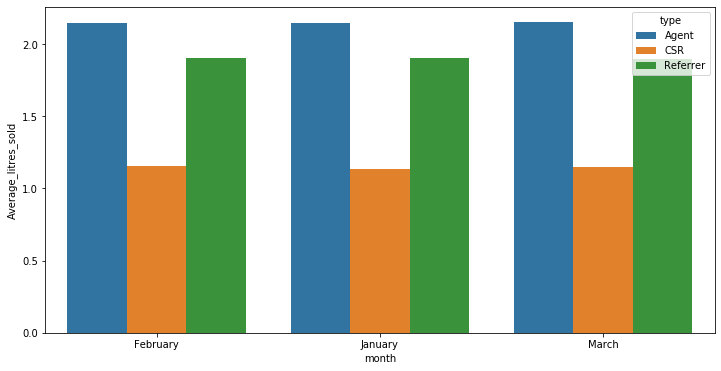 type
Agent
CSR
Referrer
2.0
1.5
1.0
0.5
0.0
Average_litres_sold
February
January
March
month